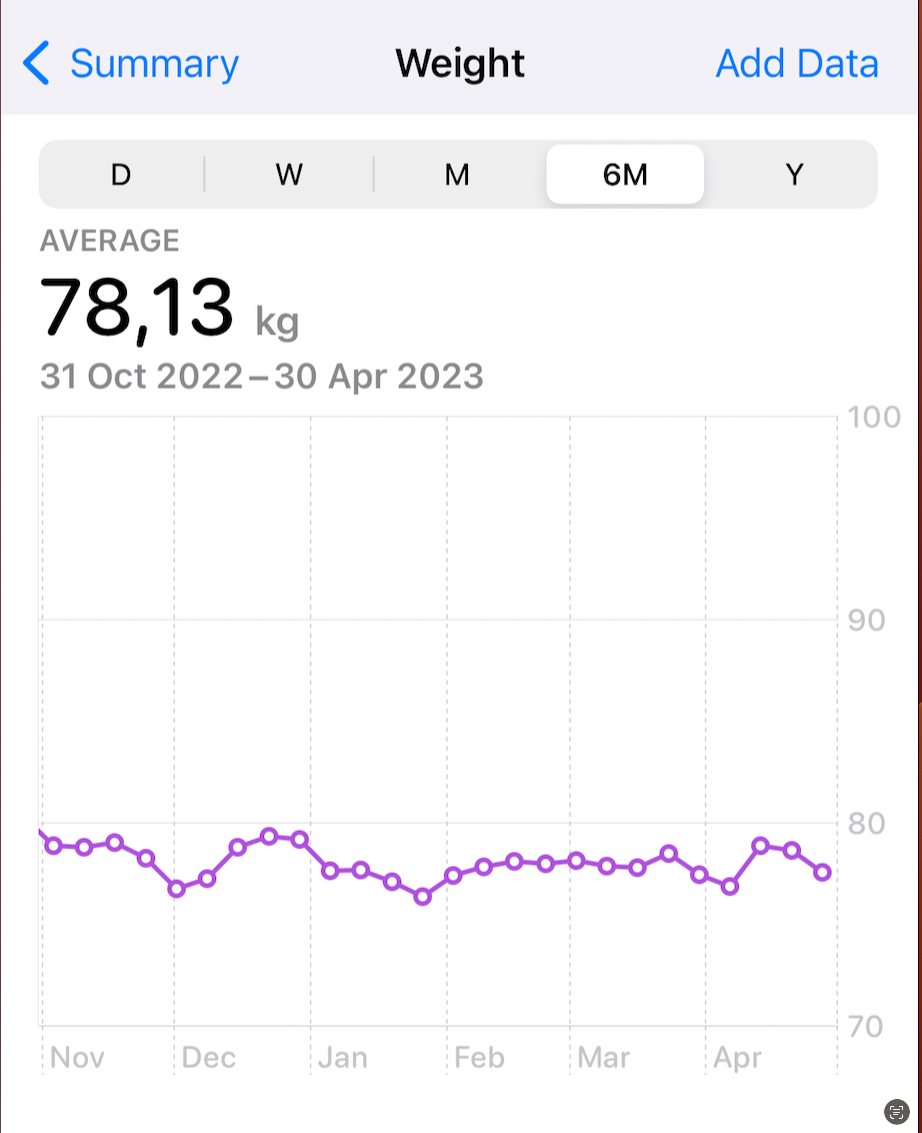 Summary Weight Add Data
D W M 6M Y
AVERAGE
78,13 kg
31 Oct 2022–30 Apr 2023
100
90
80
70
Nov Dec Jan Feb Mar Apr